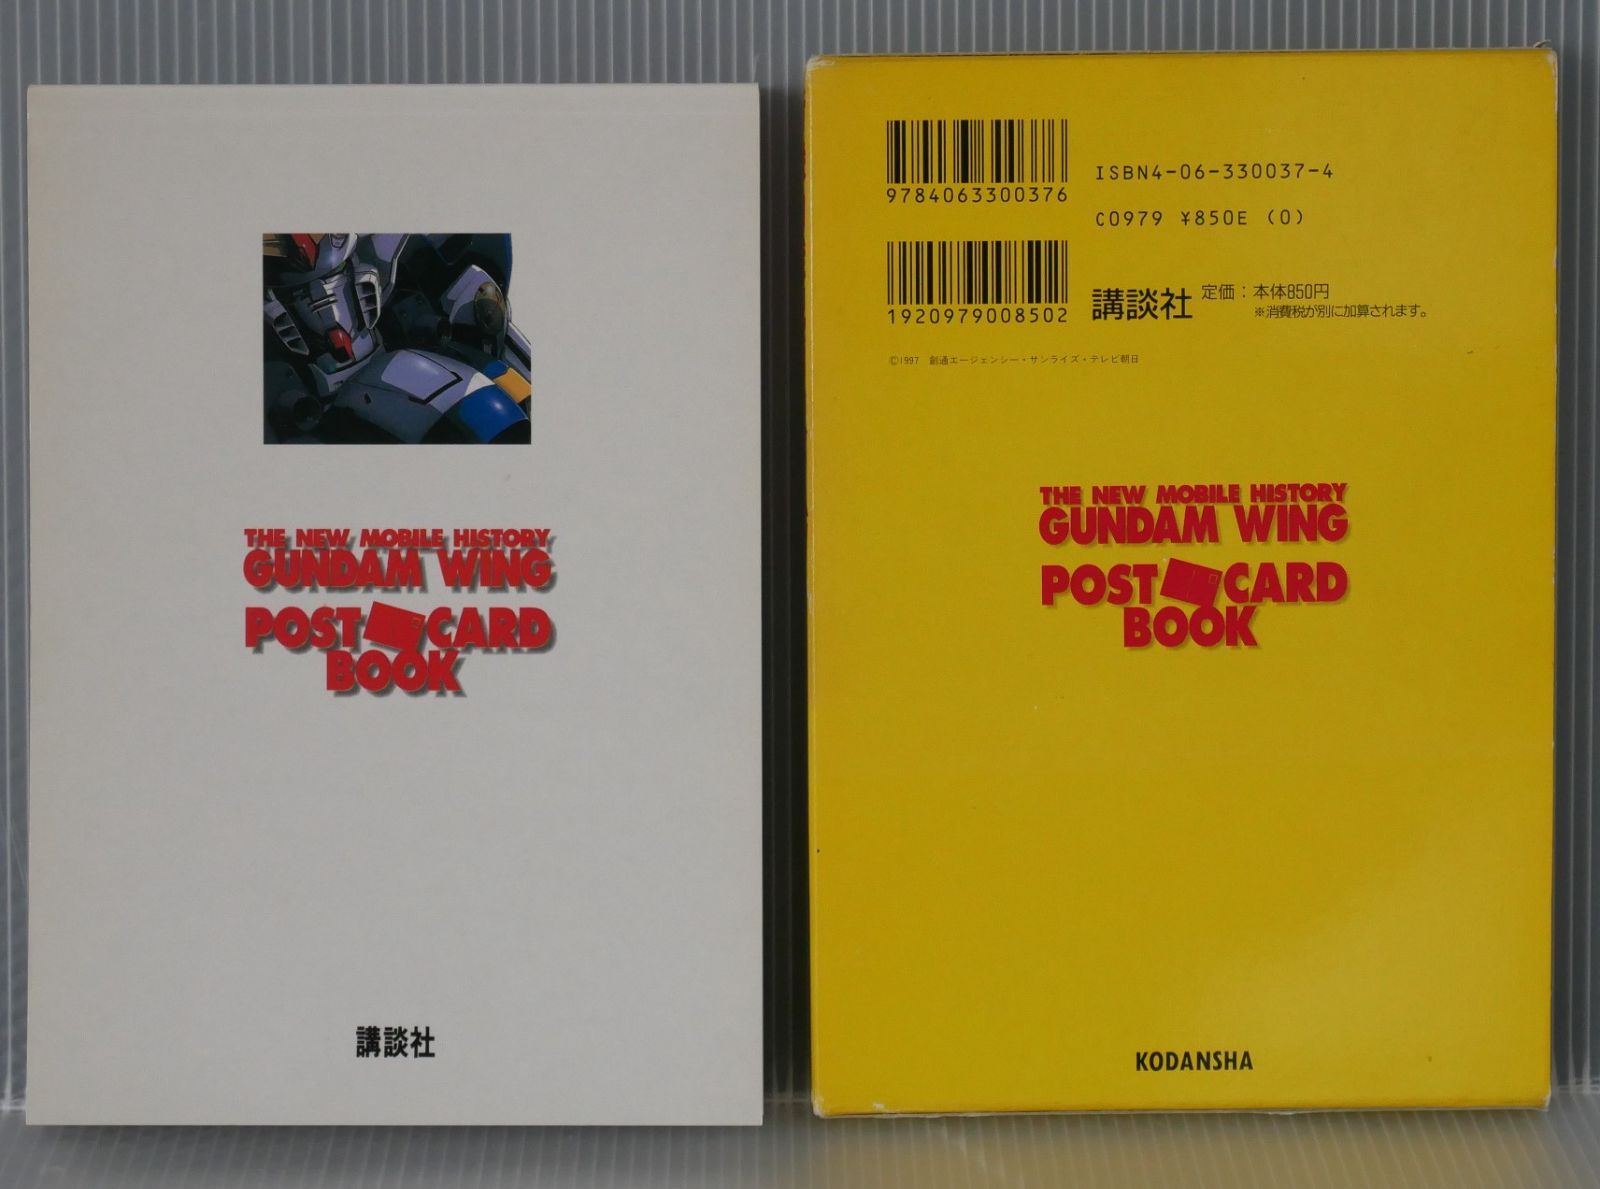 THE NEW MOBILE HISTORY
GUNDAM WING
POST CARD
BOOK
講談社
9784063300376
ISBN4-06-330037-4
C0979 ¥850E (0)
1920979008502
講談社
定価：本体850円
※消費税が別に加算されます。
©1997 創通エージェンシー・サンライズ・テレビ朝日
THE NEW MOBILE HISTORY
GUNDAM WING
POST CARD
BOOK
KODANSHA